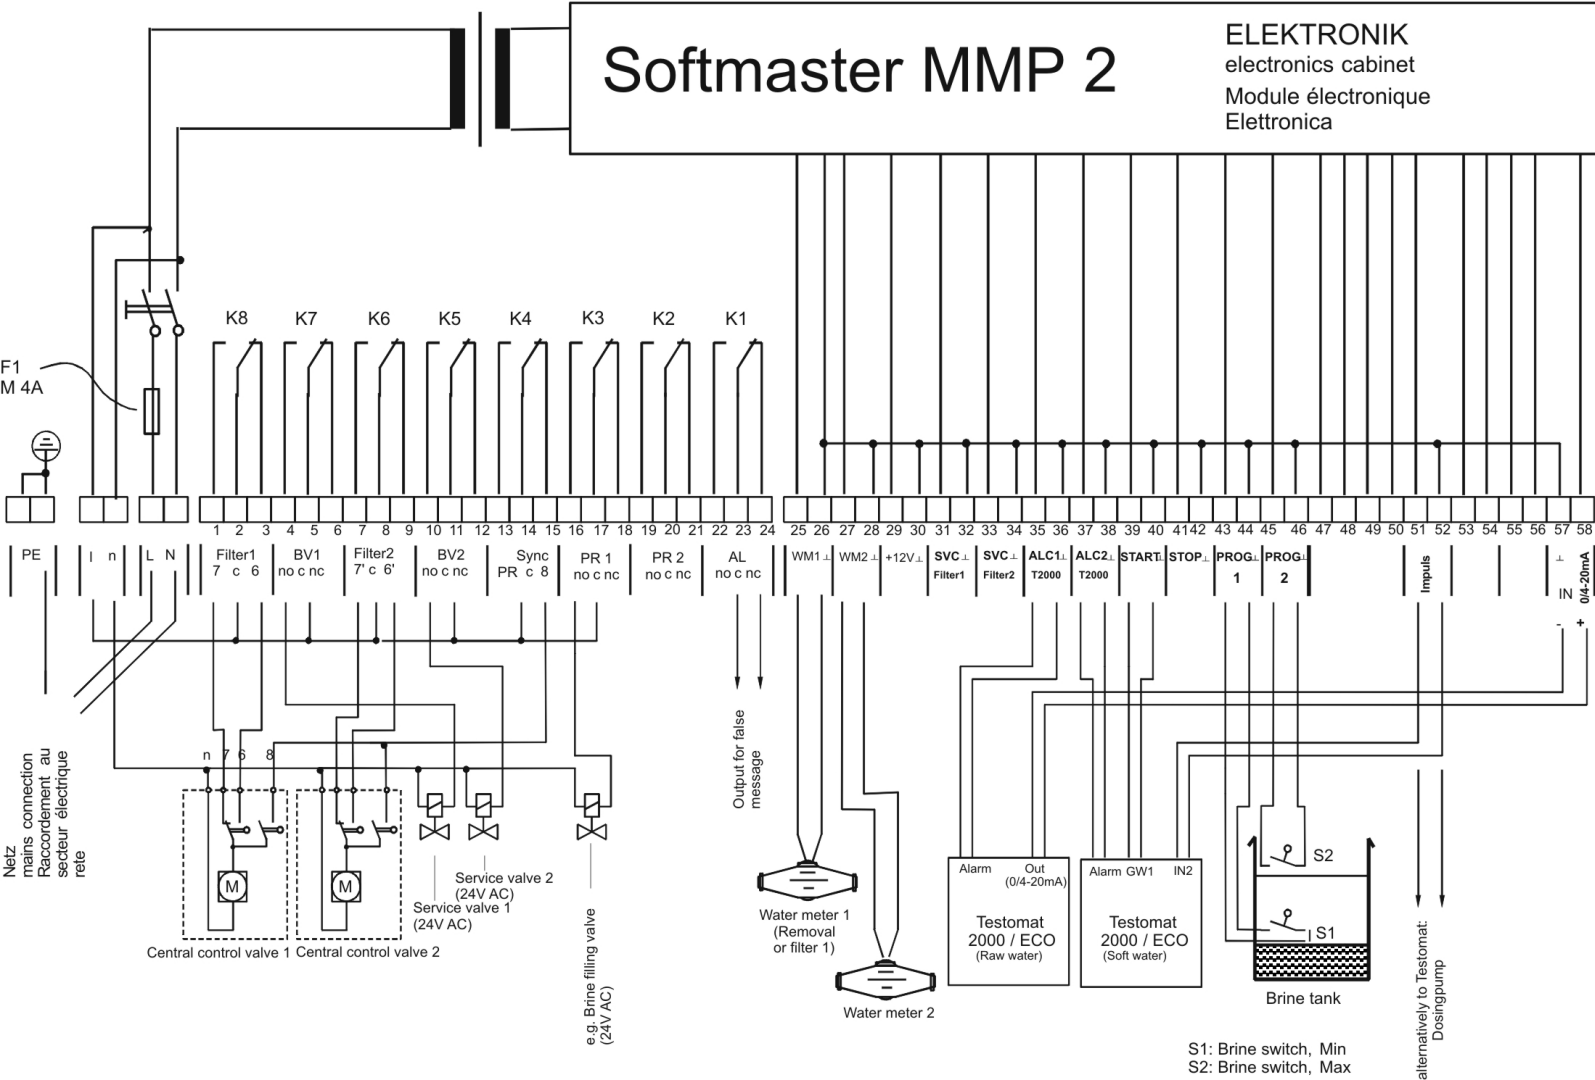 Softmaster MMP 2
ELEKTRONIK
electronics cabinet
Module électronique
Elettronica
K8 K7 K6 K5 K4 K3 K2 K1
F1
M 4A
1 2 3 4 5 6 7 8 9 10 11 12 13 14 15 16 17 18 19 20 21 22 23 24 25 26 27 28 29 30 31 32 33 34 35 36 37 38 39 40 41 42 43 44 45 46 47 48 49 50 51 52 53 54 55 56 57 58
PE
l n
L N
Filter1
7 c 6
BV1
no c nc
Filter2
7' c 6'
BV2
no c nc
Sync
PR c 8
PR 1
no c nc
PR 2
no c nc
AL
no c nc
WM1 ⊥
WM2 ⊥
+12V ⊥
SVC ⊥
Filter1
SVC ⊥
Filter2
ALC1 ⊥
T2000
ALC2 ⊥
T2000
START ⊥
STOP ⊥
PROG ⊥
1
PROG ⊥
2
Impuls
⊥
IN
0/4-20mA
- +
Netz
mains connection
Raccordement au
secteur électrique
rete
n 7 6 8
M
M
Central control valve 1
Central control valve 2
Service valve 2
(24V AC)
Service valve 1
(24V AC)
e.g. Brine filling valve
(24V AC)
Output for false
message
Water meter 1
(Removal
or filter 1)
Water meter 2
Alarm
Out
(0/4-20mA)
Testomat
2000 / ECO
(Raw water)
Alarm GW1 IN2
Testomat
2000 / ECO
(Soft water)
S2
S1
Brine tank
alternatively to Testomat:
Dosingpump
S1: Brine switch, Min
S2: Brine switch, Max